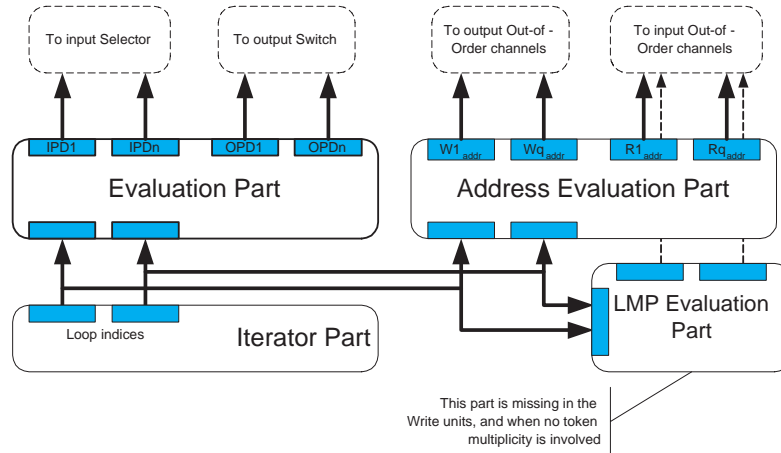 To input Selector
To output Switch
To output Out-of -
Order channels
To input Out-of -
Order channels
IPD1
IPDn
OPD1
OPDn
W1addr
Wqaddr
R1addr
Rqaddr
Evaluation Part
Address Evaluation Part
Loop indices
Iterator Part
LMP Evaluation
Part
This part is missing in the
Write units, and when no token
multiplicity is involved